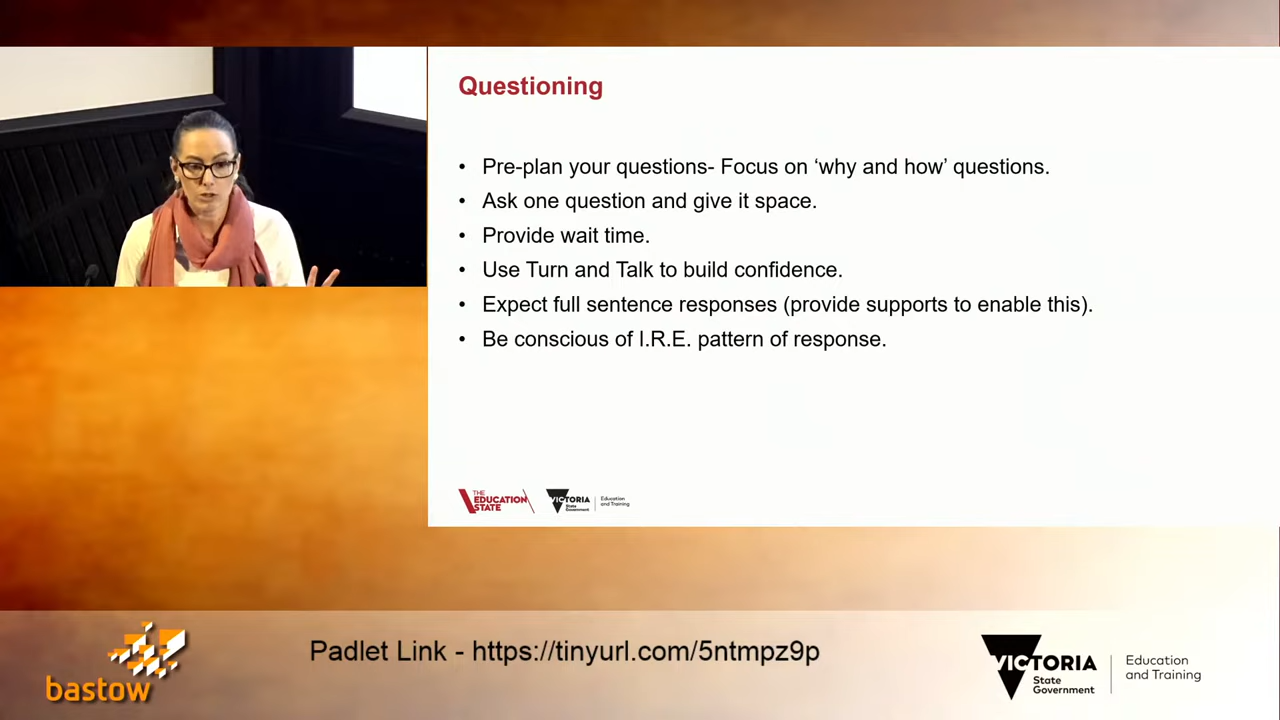 Questioning
• Pre-plan your questions- Focus on ‘why and how’ questions.
• Ask one question and give it space.
• Provide wait time.
• Use Turn and Talk to build confidence.
• Expect full sentence responses (provide supports to enable this).
• Be conscious of I.R.E. pattern of response.
THE
EDUCATION
STATE
VICTORIA
State
Government
Education
and Training
bastow
Padlet Link - https://tinyurl.com/5ntmpz9p
VICTORIA
State
Government
Education
and Training